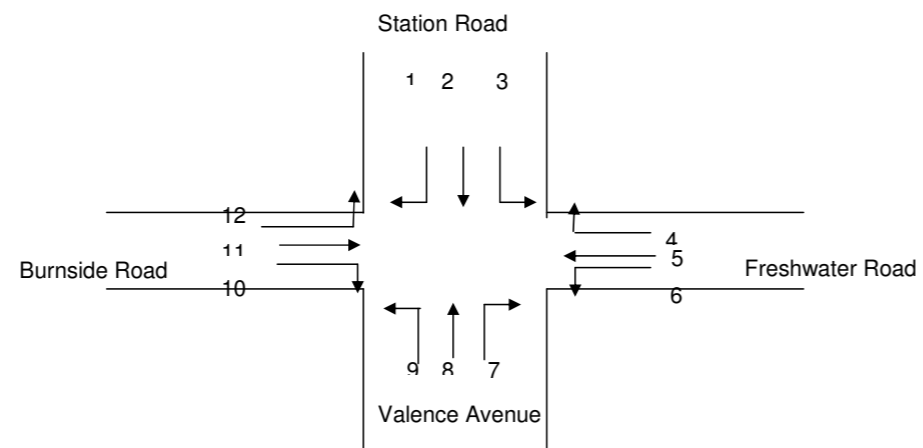 Station Road
1 2 3
12
4
11
5
Burnside Road
Freshwater Road
10
6
9 8 7
Valence Avenue